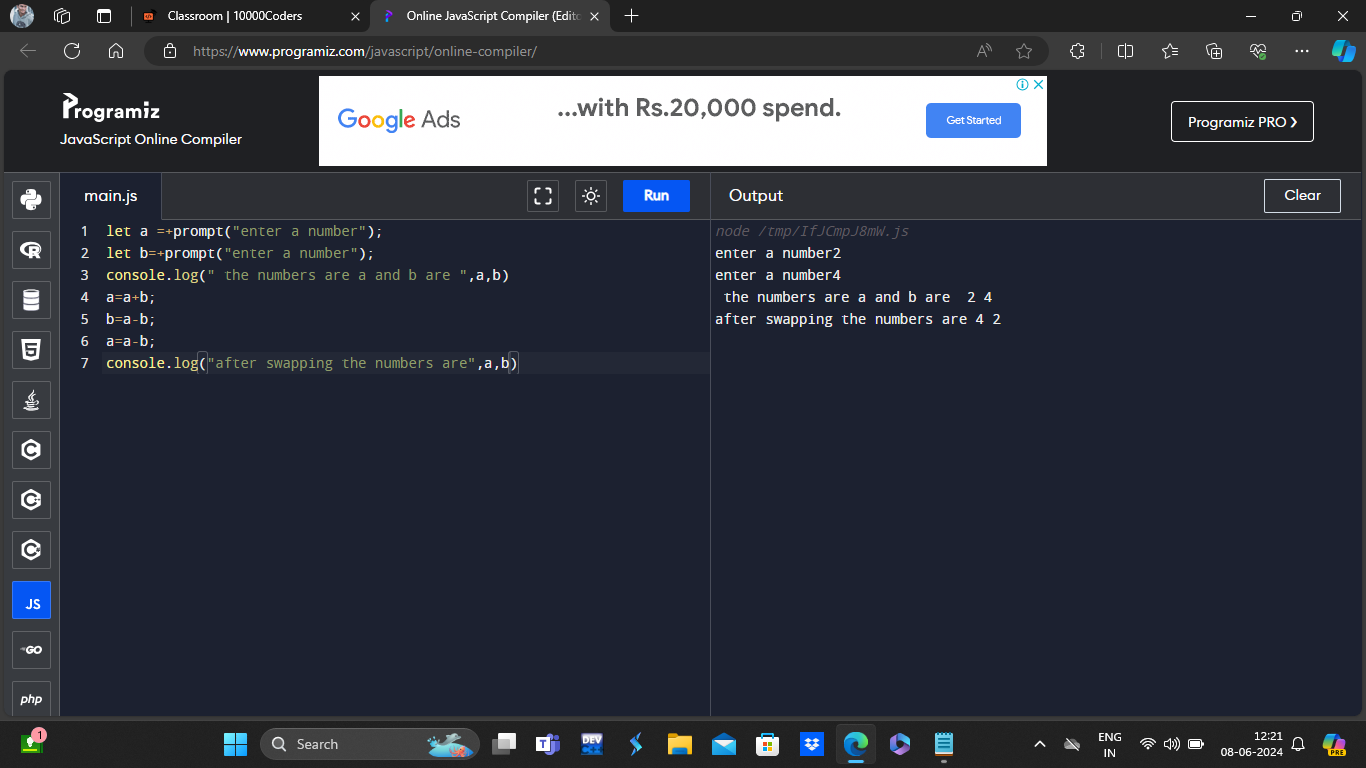 Classroom | 10000Coders
Online JavaScript Compiler (Edito
https://www.programiz.com/javascript/online-compiler/
Programiz
JavaScript Online Compiler
Google Ads
...with Rs.20,000 spend.
Get Started
Programiz PRO ❯
main.js
Run
Output
Clear
1 let a =+prompt("enter a number");
2 let b=+prompt("enter a number");
3 console.log(" the numbers are a and b are ",a,b)
4 a=a+b;
5 b=a-b;
6 a=a-b;
7 console.log("after swapping the numbers are",a,b)
node /tmp/IfJCmpJ8mW.js
enter a number2
enter a number4
 the numbers are a and b are  2 4
after swapping the numbers are 4 2
R
5
C
C
C
JS
GO
php
1
Search
DEV
ENG
IN
12:21
08-06-2024
PRE